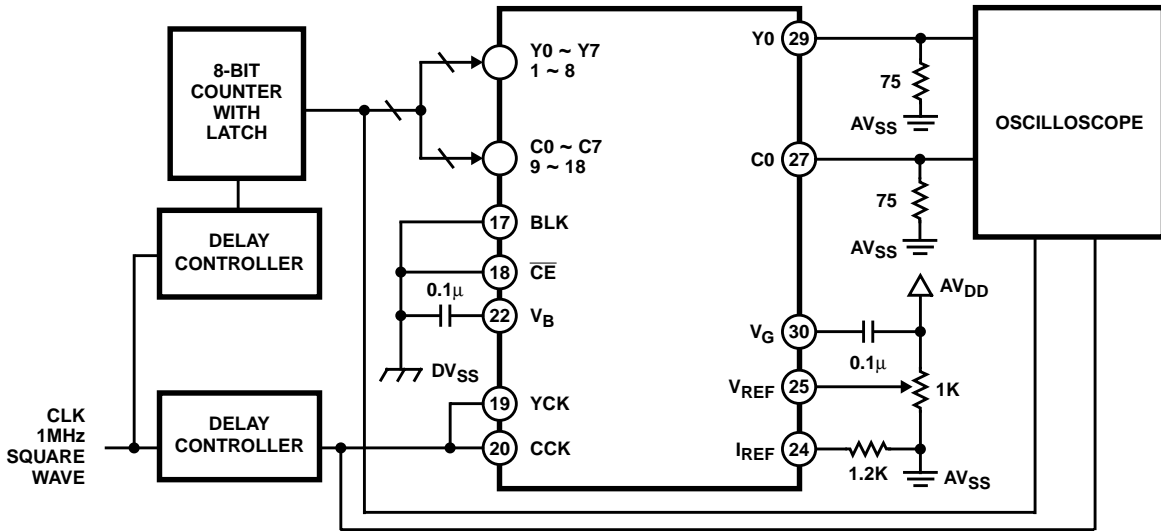 8-BIT
COUNTER
WITH
LATCH
DELAY
CONTROLLER
DELAY
CONTROLLER
CLK
1MHz
SQUARE
WAVE
Y0 ~ Y7
1 ~ 8
C0 ~ C7
9 ~ 18
17 BLK
18 CE
0.1μ
22 VB
DVSS
19 YCK
20 CCK
Y0 29
75
AVSS
C0 27
75
AVSS
OSCILLOSCOPE
AVDD
VG 30
0.1μ
VREF 25
1K
IREF 24
1.2K
AVSS